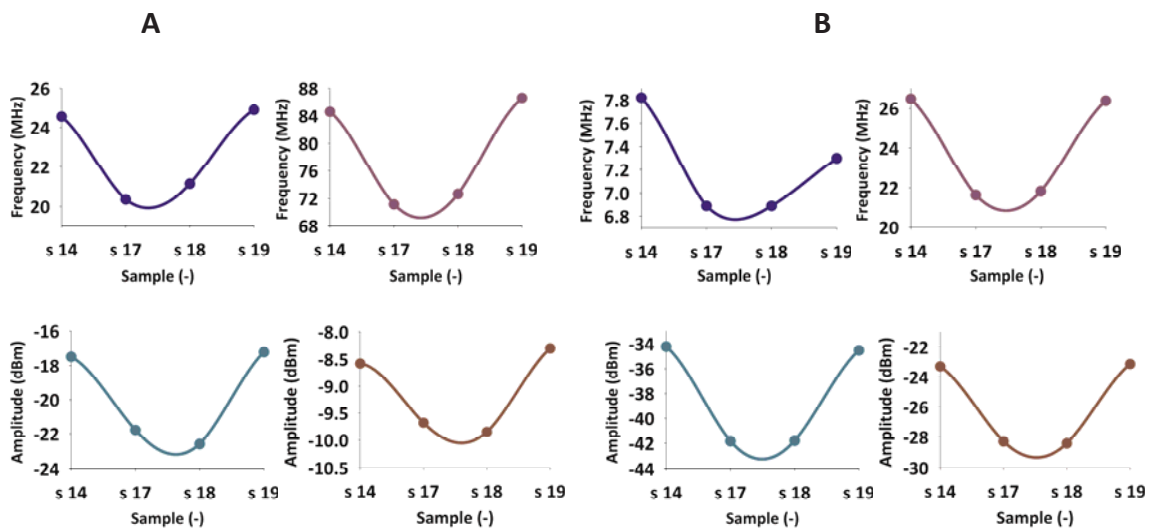 A
B
Frequency (MHz)
26
24
22
20
s 14 s 17 s 18 s 19
Sample (-)
Frequency (MHz)
88
84
80
76
72
68
s 14 s 17 s 18 s 19
Sample (-)
Frequency (MHz)
7.8
7.6
7.4
7.2
7.0
6.8
s 14 s 17 s 18 s 19
Sample (-)
Frequency (MHz)
26
24
22
20
s 14 s 17 s 18 s 19
Sample (-)
Amplitude (dBm)
-16
-18
-20
-22
-24
s 14 s 17 s 18 s 19
Sample (-)
Amplitude (dBm)
-8.0
-8.5
-9.0
-9.5
-10.0
-10.5
s 14 s 17 s 18 s 19
Sample (-)
Amplitude (dBm)
-34
-36
-38
-40
-42
-44
s 14 s 17 s 18 s 19
Sample (-)
Amplitude (dBm)
-22
-24
-26
-28
-30
s 14 s 17 s 18 s 19
Sample (-)